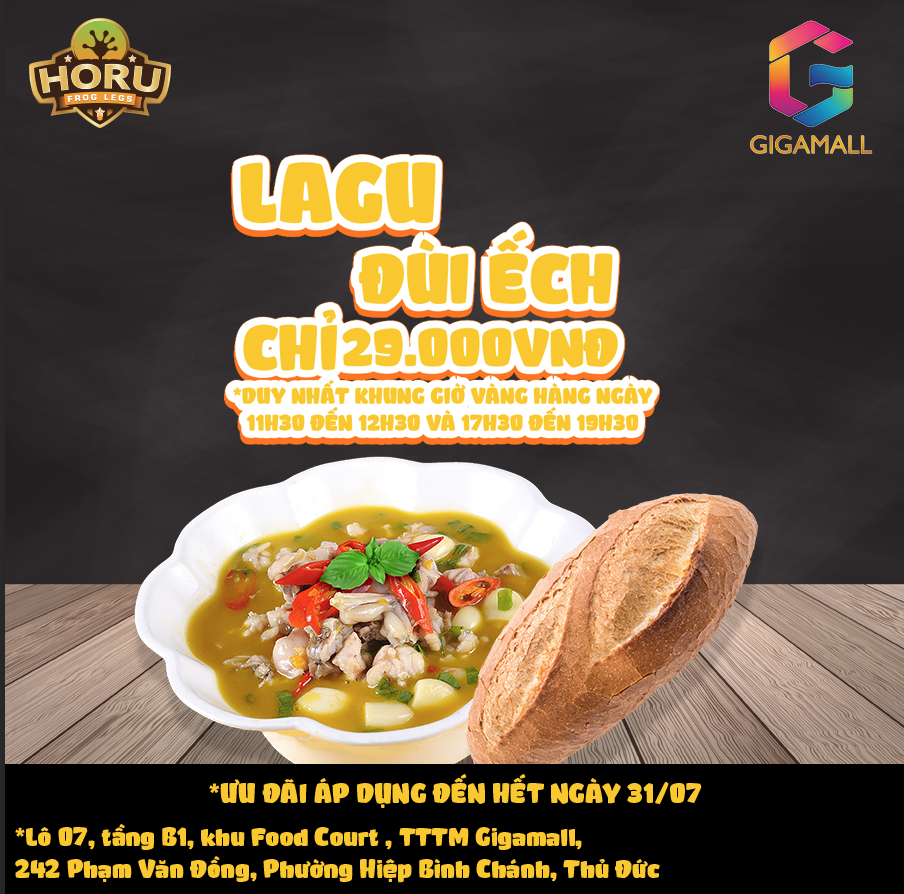 HORU
FROG LEGS
GIGAMALL
LAGU
ĐÙI ẾCH
CHỈ 29.000VNĐ
*DUY NHẤT KHUNG GIỜ VÀNG HÀNG NGÀY
11H30 ĐẾN 12H30 VÀ 17H30 ĐẾN 19H30
*ƯU ĐÃI ÁP DỤNG ĐẾN HẾT NGÀY 31/07
*Lô 07, tầng B1, khu Food Court , TTTM Gigamall,
242 Phạm Văn Đồng, Phường Hiệp Bình Chánh, Thủ Đức